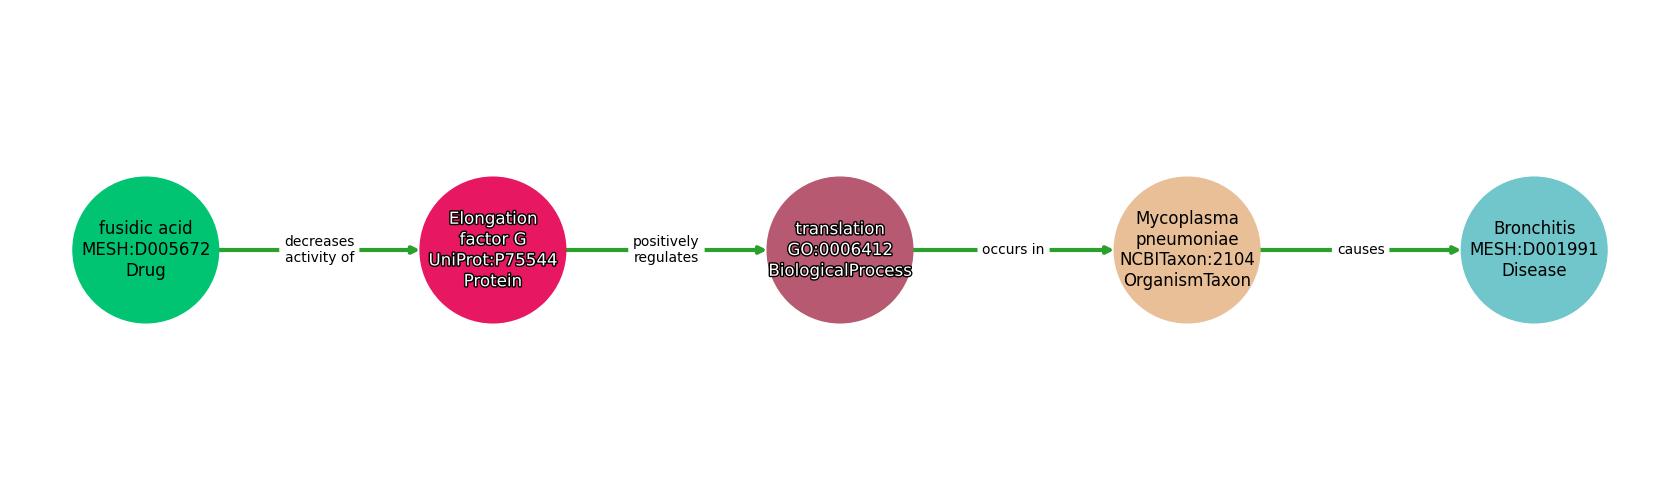 fusidic acid
MESH:D005672
Drug
decreases
activity of
Elongation
factor G
UniProt:P75544
Protein
positively
regulates
translation
GO:0006412
BiologicalProcess
occurs in
Mycoplasma
pneumoniae
NCBITaxon:2104
OrganismTaxon
causes
Bronchitis
MESH:D001991
Disease